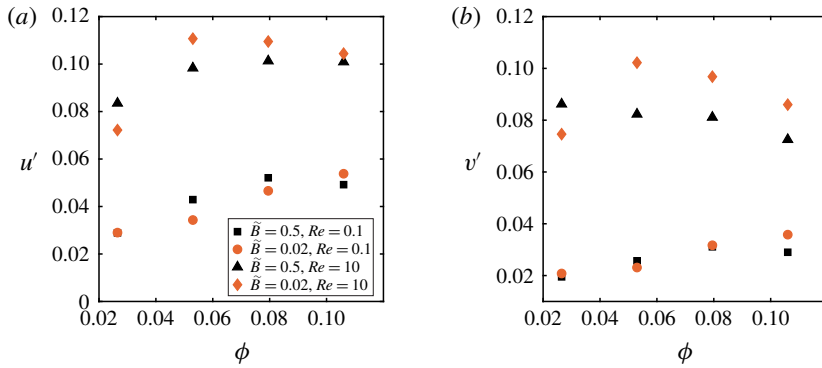 (a)
0.12
0.10
0.08
0.06
0.04
0.02
0
u′
B̃ = 0.5, Re = 0.1
B̃ = 0.02, Re = 0.1
B̃ = 0.5, Re = 10
B̃ = 0.02, Re = 10
0.02 0.04 0.06 0.08 0.10
ϕ
(b)
0.12
0.10
0.08
0.06
0.04
0.02
v′
0.02 0.04 0.06 0.08 0.10
ϕ